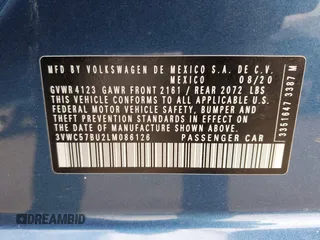 MFD. BY VOLKSWAGEN DE MEXICO S.A. DE C.V.
MEXICO 08/20
GVWR 4123 GAWR FRONT 2161 / REAR 2072 LBS
THIS VEHICLE CONFORMS TO ALL APPLICABLE U.S.
FEDERAL MOTOR VEHICLE SAFETY, BUMPER, AND
THEFT PREVENTION STANDARDS IN EFFECT ON THE
DATE OF MANUFACTURE SHOWN ABOVE.
3VWC57BU2LM086126 PASSENGER CAR
3351647 3387 M
DREAMBID